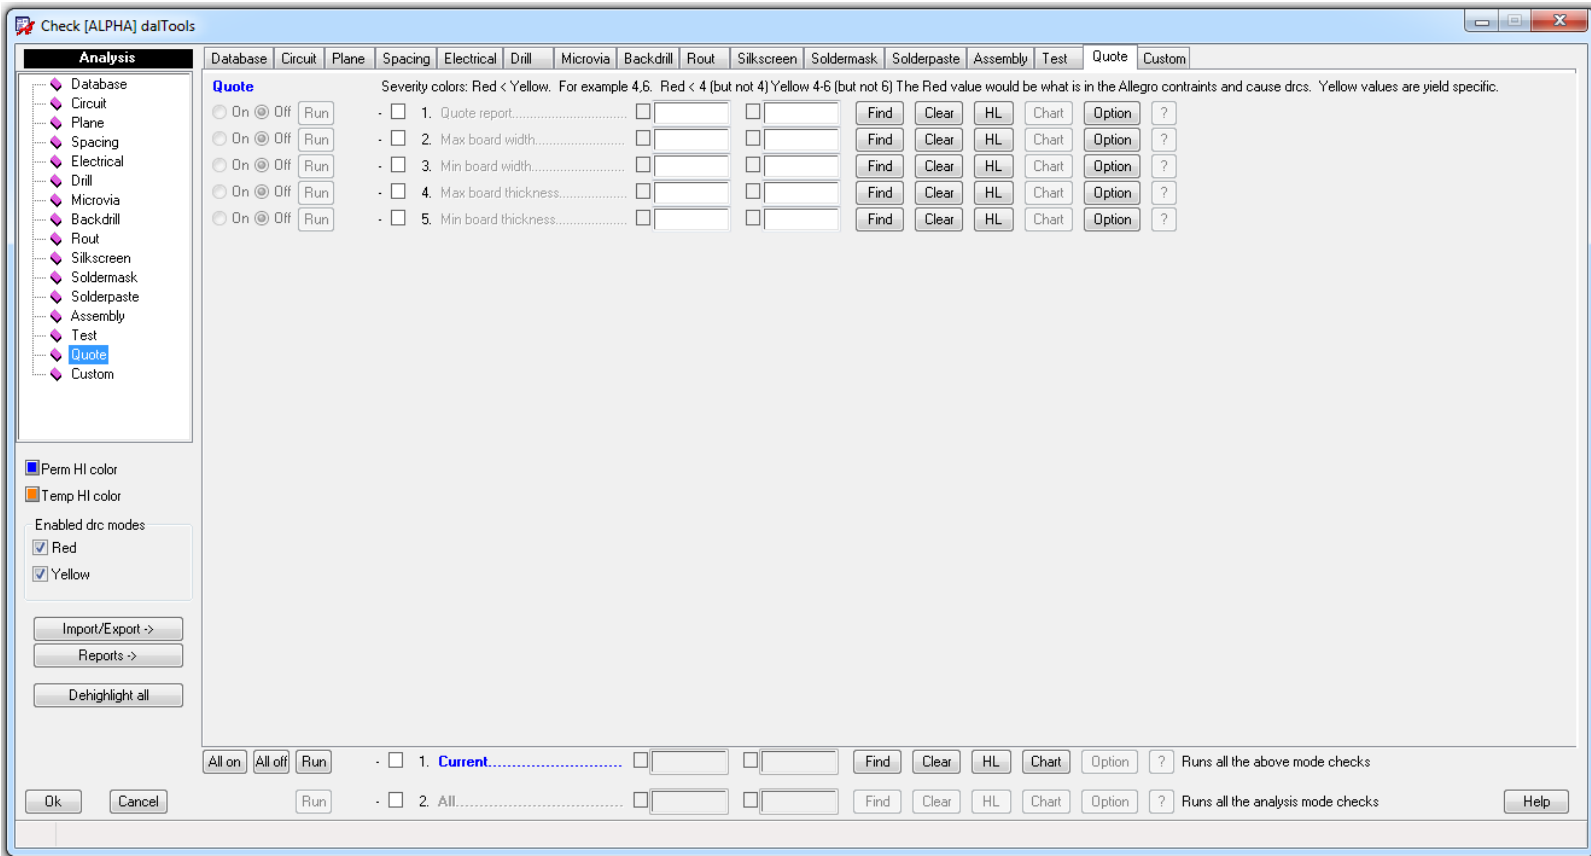 Check [ALPHA] dalTools
Analysis
Database
Circuit
Plane
Spacing
Electrical
Drill
Microvia
Backdrill
Rout
Silkscreen
Soldermask
Solderpaste
Assembly
Test
Quote
Custom
Perm HI color
Temp HI color
Enabled drc modes
Red
Yellow
Import/Export ->
Reports ->
Dehighlight all
Database Circuit Plane Spacing Electrical Drill Microvia Backdrill Rout Silkscreen Soldermask Solderpaste Assembly Test Quote Custom
Quote Severity colors: Red < Yellow. For example 4,6. Red < 4 (but not 4) Yellow 4-6 (but not 6) The Red value would be what is in the Allegro contraints and cause drcs. Yellow values are yield specific.
On Off Run - 1. Quote report.............................. Find Clear HL Chart Option ?
On Off Run - 2. Max board width....................... Find Clear HL Chart Option ?
On Off Run - 3. Min board width........................ Find Clear HL Chart Option ?
On Off Run - 4. Max board thickness................. Find Clear HL Chart Option ?
On Off Run - 5. Min board thickness.................. Find Clear HL Chart Option ?
All on All off Run - 1. Current.............................. Find Clear HL Chart Option ? Runs all the above mode checks
Ok Cancel Run - 2. All.......................................... Find Clear HL Chart Option ? Runs all the analysis mode checks Help